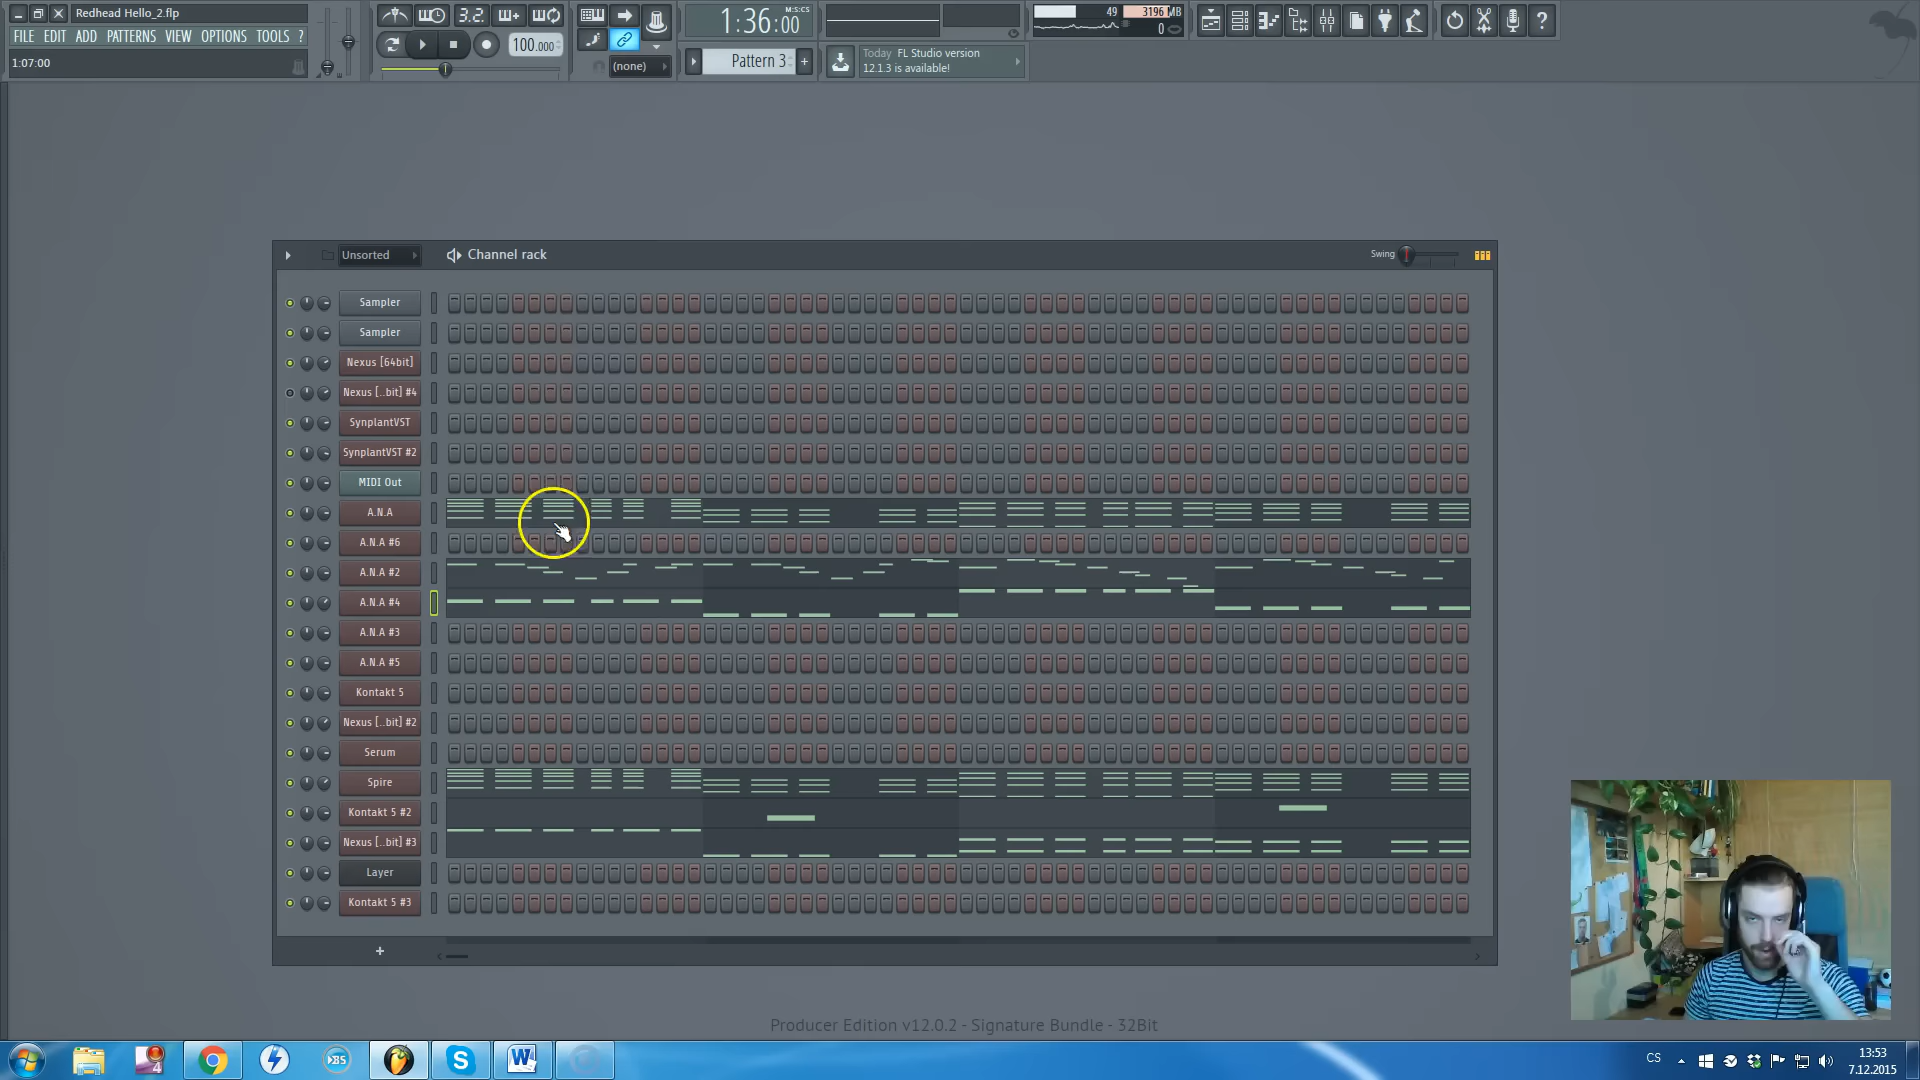 Redhead Hello_2.flp
FILE EDIT ADD PATTERNS VIEW OPTIONS TOOLS ?
1:07:00
3.2
100.000
(none)
1:36:00
M:S:CS
Pattern 3
+
49
3196 MB
0
Today FL Studio version
12.1.3 is available!
?
Unsorted
Channel rack
Swing
Sampler
Sampler
Nexus [64bit]
Nexus [..bit] #4
SynplantVST
SynplantVST #2
MIDI Out
A.N.A
A.N.A #6
A.N.A #2
A.N.A #4
A.N.A #3
A.N.A #5
Kontakt 5
Nexus [..bit] #2
Serum
Spire
Kontakt 5 #2
Nexus [..bit] #3
Layer
Kontakt 5 #3
+
Producer Edition v12.0.2 - Signature Bundle - 32Bit
4
BS
S
W
CS
13:53
7.12.2015